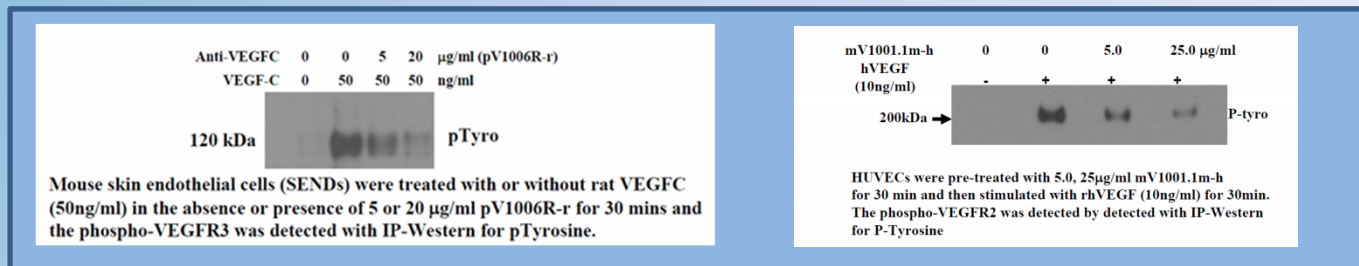 Anti-VEGFC 0 0 5 20 µg/ml (pV1006R-r)
VEGF-C 0 50 50 50 ng/ml
120 kDa pTyro
Mouse skin endothelial cells (SENDs) were treated with or without rat VEGFC
(50ng/ml) in the absence or presence of 5 or 20 µg/ml pV1006R-r for 30 mins and
the phospho-VEGFR3 was detected with IP-Western for pTyrosine.
mV1001.1m-h 0 0 5.0 25.0 µg/ml
hVEGF - + + +
(10ng/ml)
200kDa P-tyro
HUVECs were pre-treated with 5.0, 25µg/ml mV1001.1m-h
for 30 min and then stimulated with rhVEGF (10ng/ml) for 30min.
The phospho-VEGFR2 was detected by detected with IP-Western
for P-Tyrosine